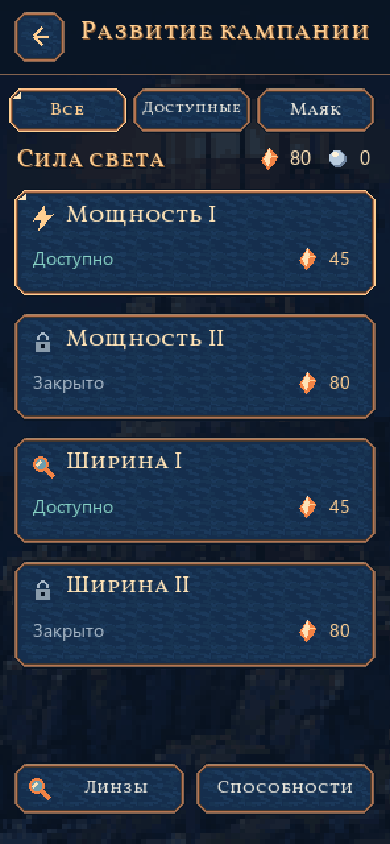 Развитие кампании
Все Доступные Маяк
Сила света 80 0
Мощность I
Доступно 45
Мощность II
Закрыто 80
Ширина I
Доступно 45
Ширина II
Закрыто 80
Линзы Способности